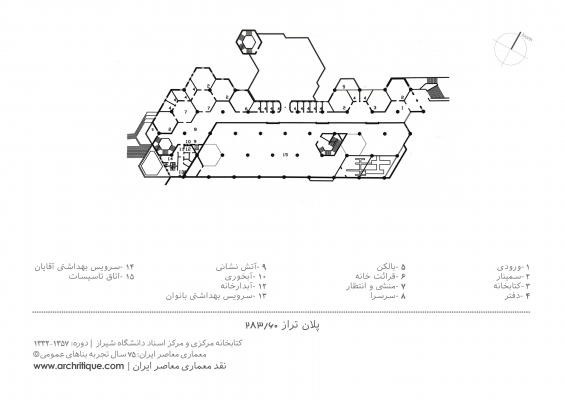 ۱-ورودی
۲-سمینار
۳-کتابخانه
۴-دفتر
۵-بالکن
۶-قرائت خانه
۷-منشی و انتظار
۸-سرسرا
۹-آتش نشانی
۱۰-آبخوری
۱۲-آبدارخانه
۱۳-سرویس بهداشتی بانوان
۱۴-سرویس بهداشتی آقایان
۱۵-اتاق تاسیسات
پلان تراز ۲۸۳/۶۰
کتابخانه مرکزی و مرکز اسناد دانشگاه شیراز | دوره: ۱۳۵۷-۱۳۳۲
معماری معاصر ایران: ۷۵ سال تجربه بناهای عمومی©
نقد معماری معاصر ایران | www.archritique.com